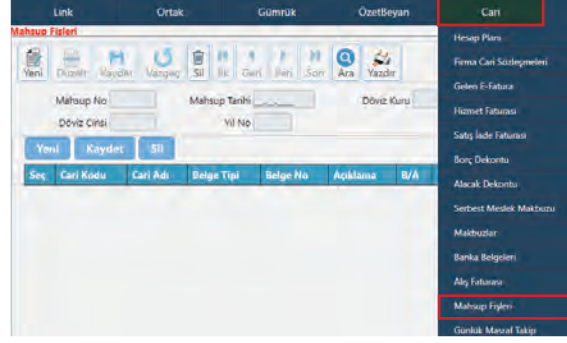 Link Ortak Gümrük ÖzetBeyan Cari
Mahsup Fişleri
Yeni Düzelt Kaydet Vazgeç Sil İlk Geri İleri Son Ara Yazdır
Mahsup No Mahsup Tarihi __.__.____ Döviz Kuru
Döviz Cinsi Yıl No
Yeni Kaydet Sil
Seç Cari Kodu Cari Adı Belge Tipi Belge No Açıklama B/A
Hesap Planı
Firma Cari Sözleşmeleri
Gelen E-Fatura
Hizmet Faturası
Satış İade Faturası
Borç Dekontu
Alacak Dekontu
Serbest Meslek Makbuzu
Makbuzlar
Banka Belgeleri
Alış Faturası
Mahsup Fişleri
Günlük Masraf Takip